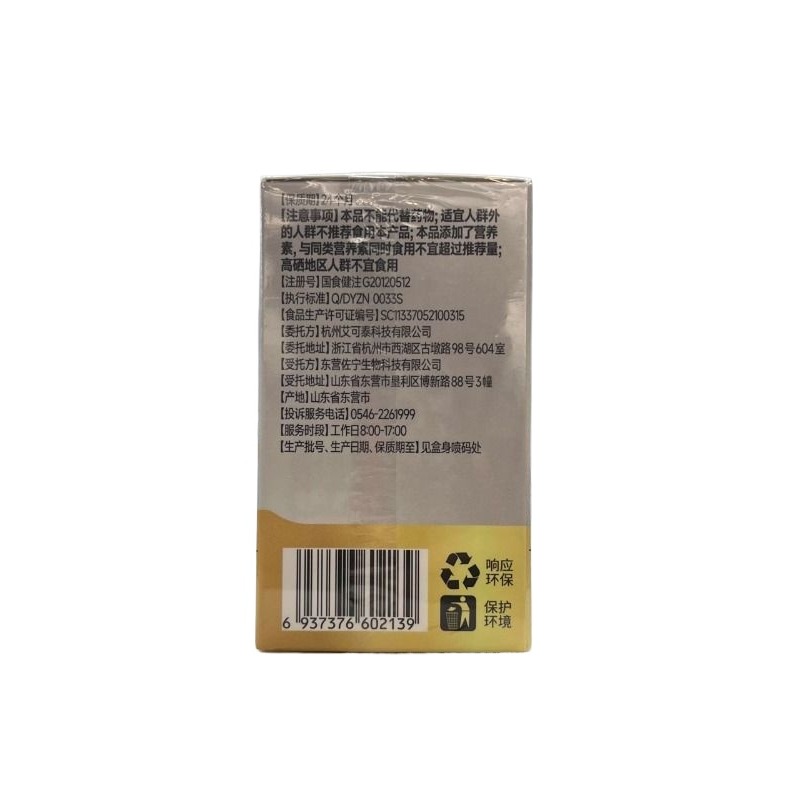 【保质期】24个月
【注意事项】本品不能代替药物；适宜人群外
的人群不推荐食用本产品；本品添加了营养
素，与同类营养素同时食用不宜超过推荐量；
高硒地区人群不宜食用
【注册号】国食健注G20120512
【执行标准】Q/DYZN 0033S
【食品生产许可证编号】SC11337052100315
【委托方】杭州艾可泰科技有限公司
【委托地址】浙江省杭州市西湖区古墩路98号604室
【受托方】东营佐宁生物科技有限公司
【受托地址】山东省东营市垦利区博新路88号3幢
【产地】山东省东营市
【投诉服务电话】0546-2261999
【服务时段】工作日8:00-17:00
【生产批号、生产日期、保质期至】见盒身喷码处
响应
环保
保护
环境
6 937376 602139